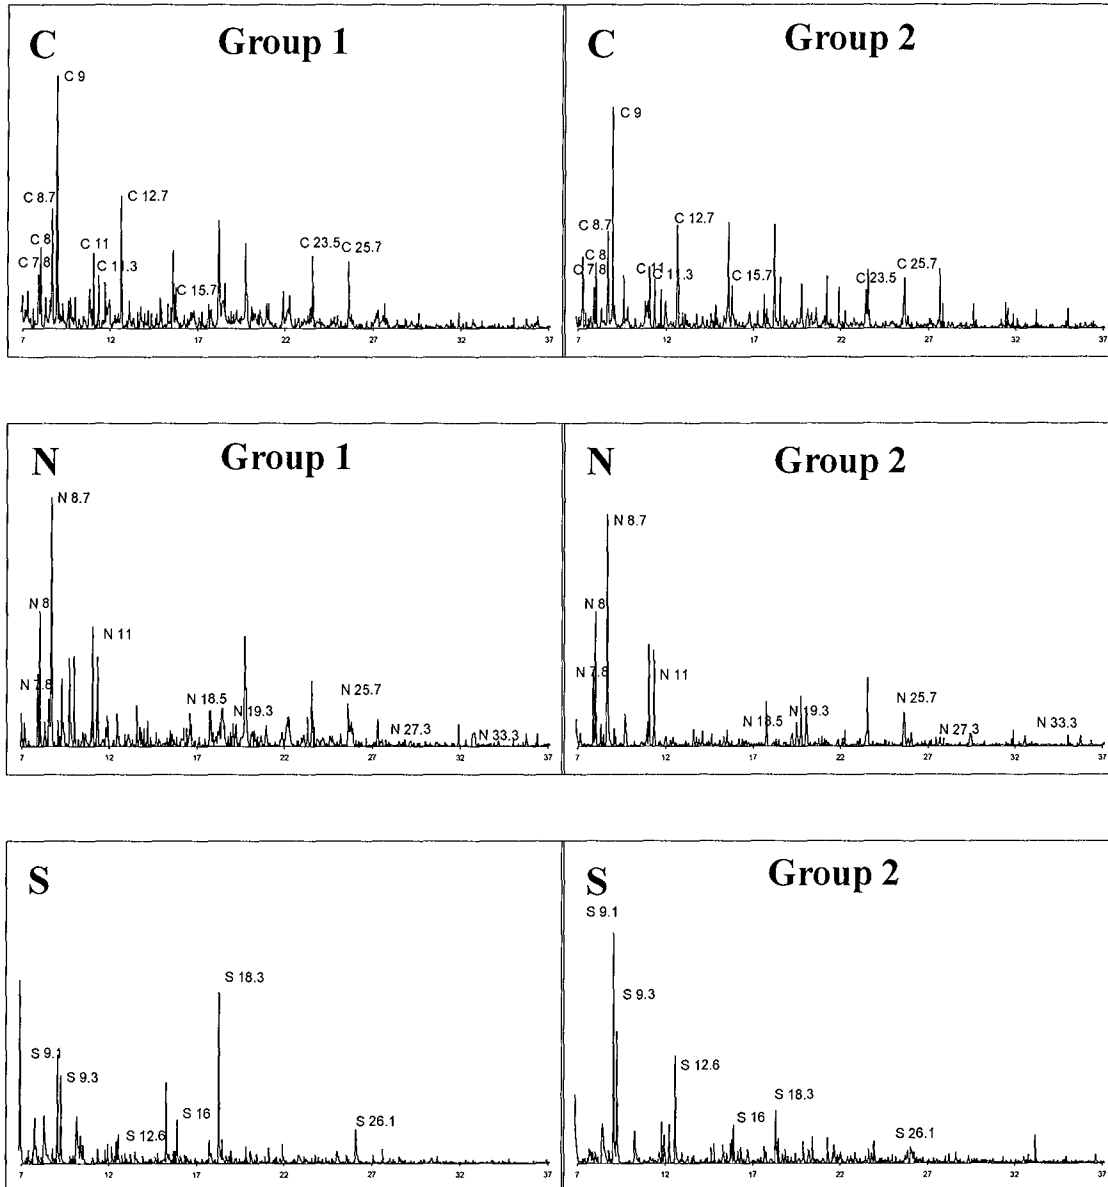 C Group 1
C 9
C 8.7
C 8
C 7.8
C 11
C 11.3
C 12.7
C 15.7
C 23.5
C 25.7
7 12 17 22 27 32 37
C Group 2
C 9
C 8.7
C 8
C 7 8
C 11
C 11.3
C 12.7
C 15.7
C 23.5
C 25.7
7 12 17 22 27 32 37
N Group 1
N 8.7
N 8
N 7.8
N 11
N 18.5
N 19.3
N 25.7
N 27.3
N 33.3
7 12 17 22 27 32 37
N Group 2
N 8.7
N 8
N 7.8
N 11
N 18.5
N 19.3
N 25.7
N 27.3
N 33.3
7 12 17 22 27 32 37
S
S 9.1
S 9.3
S 12.6
S 16
S 18.3
S 26.1
7 12 17 22 27 32 37
S Group 2
S 9.1
S 9.3
S 12.6
S 16
S 18.3
S 26.1
7 12 17 22 27 32 37